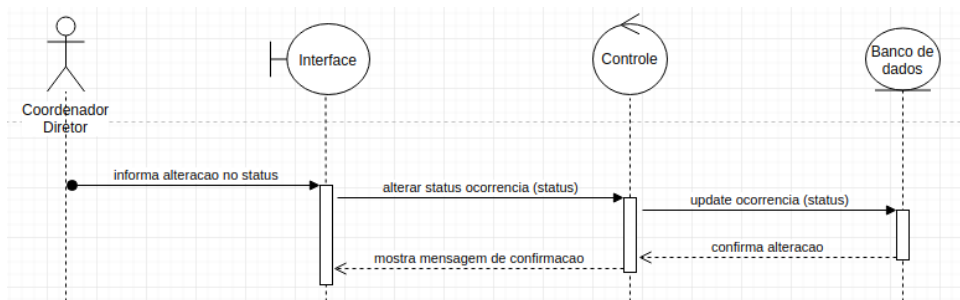 Interface
Controle
Banco de
dados
Coordenador
Diretor
informa alteracao no status
alterar status ocorrencia (status)
update ocorrencia (status)
confirma alteracao
mostra mensagem de confirmacao